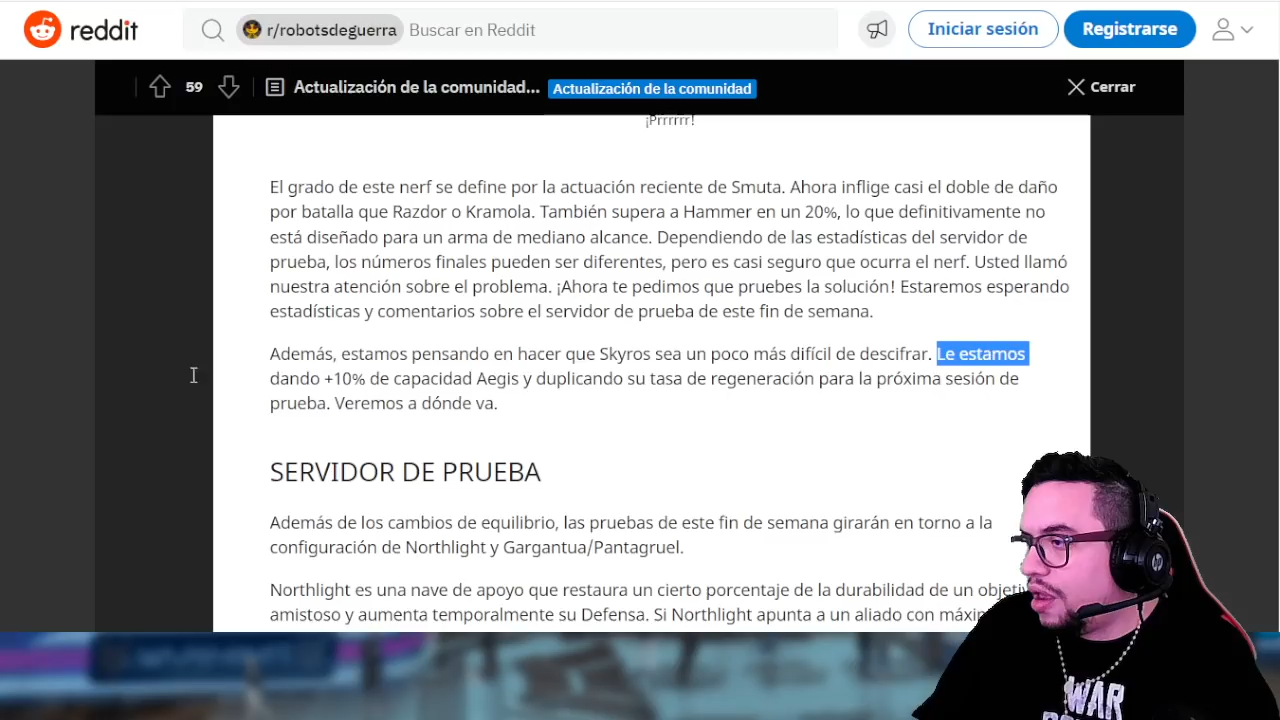 reddit
r/robotsdeguerra
Buscar en Reddit
Iniciar sesión
Registrarse
59
Actualización de la comunidad...
Actualización de la comunidad
Cerrar
¡Prrrrrr!
El grado de este nerf se define por la actuación reciente de Smuta. Ahora inflige casi el doble de daño
por batalla que Razdor o Kramola. También supera a Hammer en un 20%, lo que definitivamente no
está diseñado para un arma de mediano alcance. Dependiendo de las estadísticas del servidor de
prueba, los números finales pueden ser diferentes, pero es casi seguro que ocurra el nerf. Usted llamó
nuestra atención sobre el problema. ¡Ahora te pedimos que pruebes la solución! Estaremos esperando
estadísticas y comentarios sobre el servidor de prueba de este fin de semana.
Además, estamos pensando en hacer que Skyros sea un poco más difícil de descifrar. Le estamos
dando +10% de capacidad Aegis y duplicando su tasa de regeneración para la próxima sesión de
prueba. Veremos a dónde va.
SERVIDOR DE PRUEBA
Además de los cambios de equilibrio, las pruebas de este fin de semana girarán en torno a la
configuración de Northlight y Gargantua/Pantagruel.
Northlight es una nave de apoyo que restaura un cierto porcentaje de la durabilidad de un
amistoso y aumenta temporalmente su Defensa. Si Northlight apunta a un aliado con
hp
WAR